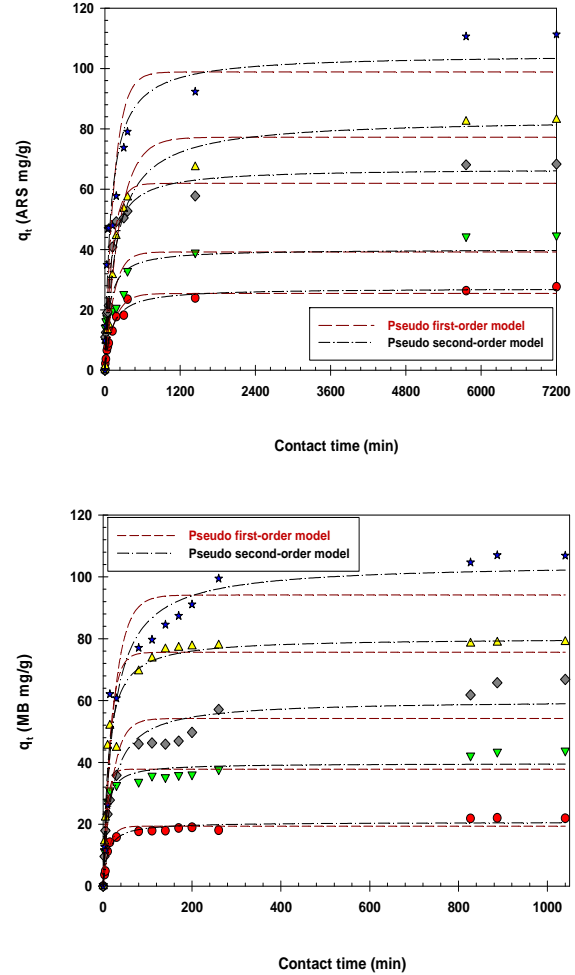 120
100
80
60
40
20
0
qt (ARS mg/g)
Pseudo first-order model
Pseudo second-order model
0 1200 2400 3600 4800 6000 7200
Contact time (min)
120
100
80
60
40
20
0
qt (MB mg/g)
Pseudo first-order model
Pseudo second-order model
0 200 400 600 800 1000
Contact time (min)